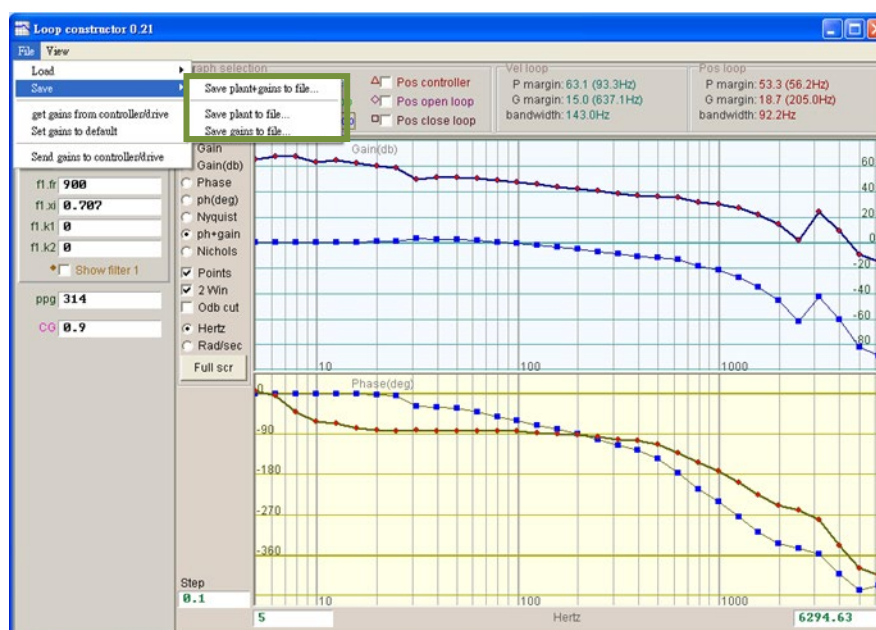 Loop constructor 0.21
File View
Load
Save
get gains from controller/drive
Set gains to default
Send gains to controller/drive
Save plant+gains to file...
Save plant to file...
Save gains to file...
raph selection
Pos controller
Pos open loop
Pos close loop
Vel loop
P margin: 63.1 (93.3Hz)
G margin: 15.0 (637.1Hz)
bandwidth: 143.0Hz
Pos loop
P margin: 53.3 (56.2Hz)
G margin: 18.7 (205.0Hz)
bandwidth: 92.2Hz
f1.fr 900
f1.xi 0.707
f1.k1 0
f1.k2 0
Show filter 1
ppg 314
CG 0.9
Gain
Gain(db)
Phase
ph(deg)
Nyquist
ph+gain
Nichols
Points
2 Win
0db cut
Hertz
Rad/sec
Full scr
Step
0.1
Gain(db)
60
40
20
0
-20
-40
-60
-80
10
100
1000
Phase(deg)
0
-90
-180
-270
-360
10
100
1000
5
Hertz
6294.63